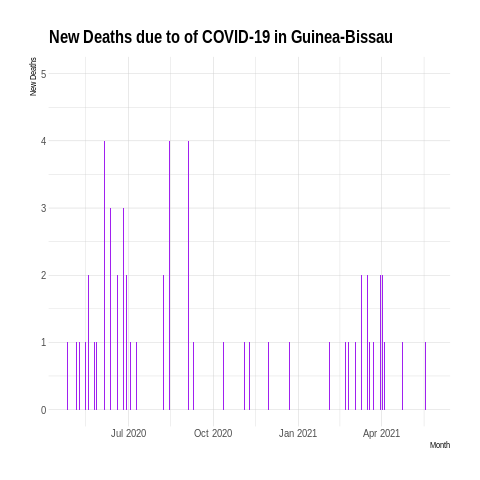 New Deaths due to of COVID-19 in Guinea-Bissau
New Deaths
5
4
3
2
1
0
Jul 2020 Oct 2020 Jan 2021 Apr 2021
Month